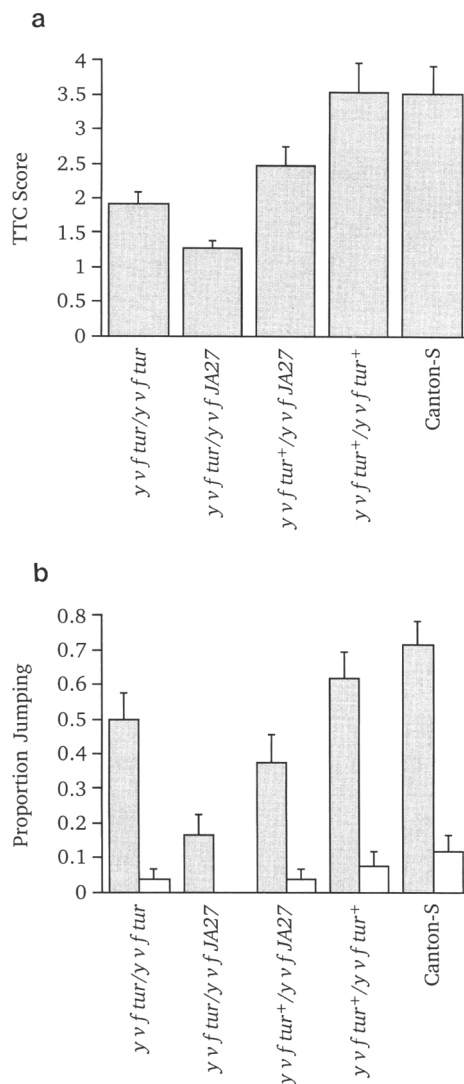 a
4
3.5
3
2.5
2
1.5
1
0.5
0
TTC Score
y v f tur/y v f tur
y v f tur/y v f JA27
y v f tur⁺/y v f JA27
y v f tur⁺/y v f tur⁺
Canton-S
b
0.8
0.7
0.6
0.5
0.4
0.3
0.2
0.1
0
Proportion Jumping
y v f tur/y v f tur
y v f tur/y v f JA27
y v f tur⁺/y v f JA27
y v f tur⁺/y v f tur⁺
Canton-S